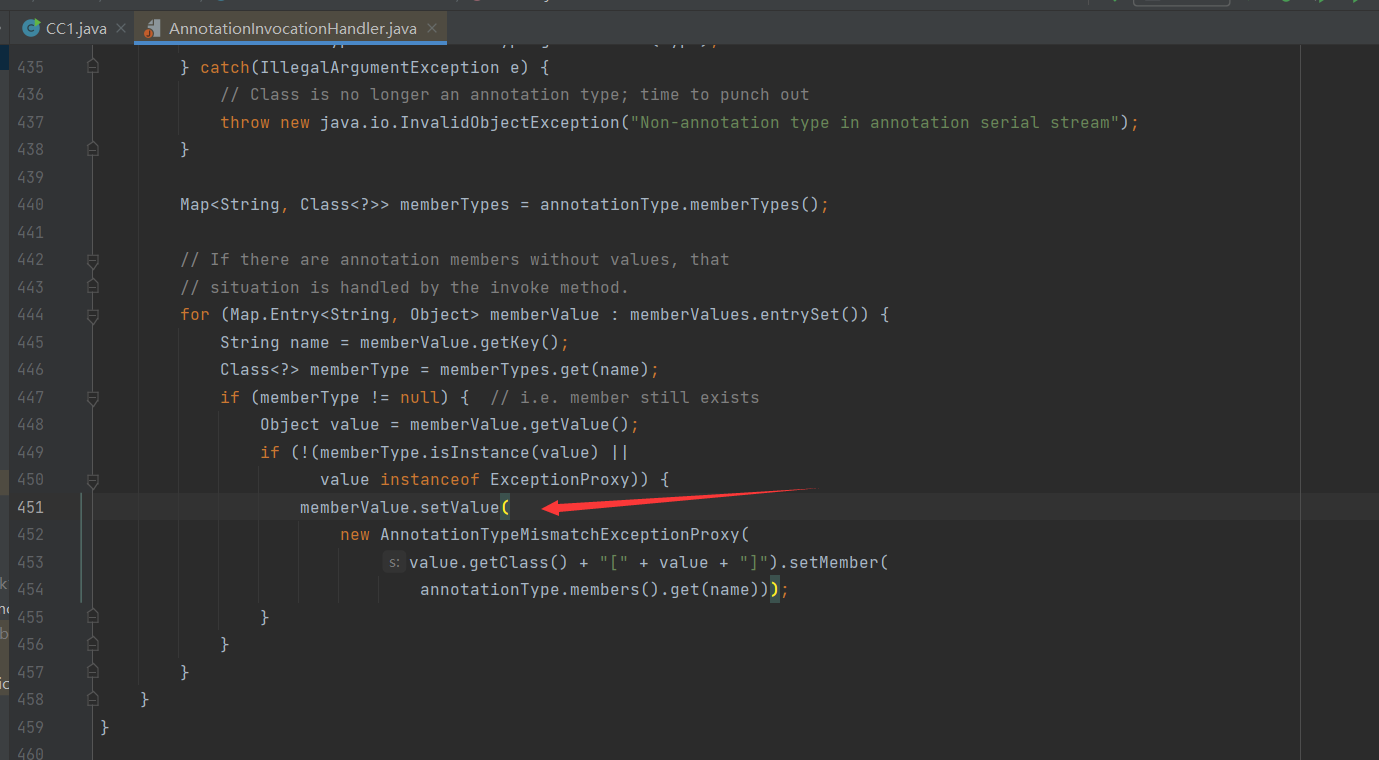 CC1.java AnnotationInvocationHandler.java
435 } catch(IllegalArgumentException e) {
436 // Class is no longer an annotation type; time to punch out
437 throw new java.io.InvalidObjectException("Non-annotation type in annotation serial stream");
438 }
439
440 Map<String, Class<?>> memberTypes = annotationType.memberTypes();
441
442 // If there are annotation members without values, that
443 // situation is handled by the invoke method.
444 for (Map.Entry<String, Object> memberValue : memberValues.entrySet()) {
445 String name = memberValue.getKey();
446 Class<?> memberType = memberTypes.get(name);
447 if (memberType != null) {  // i.e. member still exists
448 Object value = memberValue.getValue();
449 if (!(memberType.isInstance(value) ||
450 value instanceof ExceptionProxy)) {
451 memberValue.setValue(
452 new AnnotationTypeMismatchExceptionProxy(
453 s: value.getClass() + "[" + value + "]").setMember(
454 annotationType.members().get(name)));
455 }
456 }
457 }
458 }
459 }
460